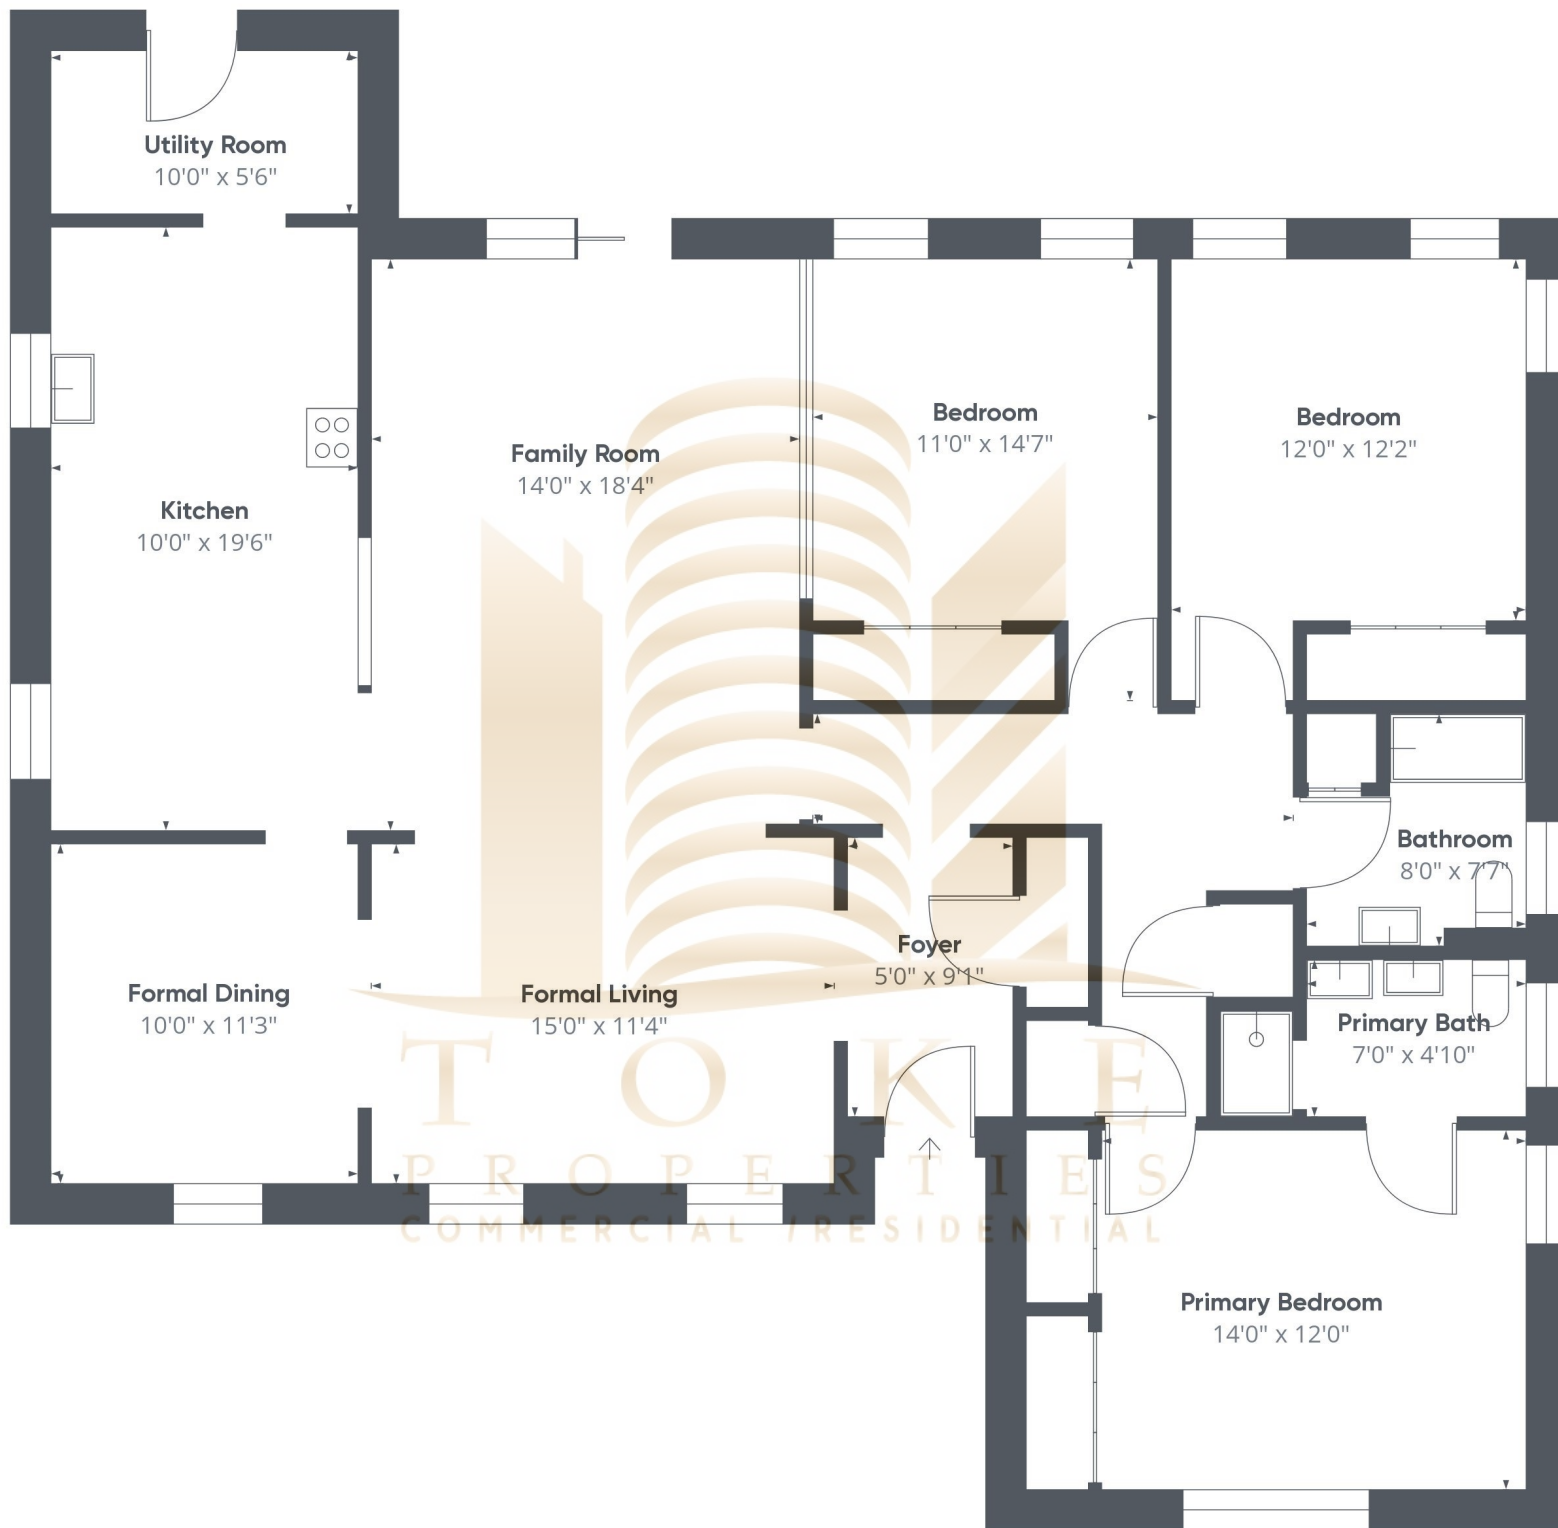 Utility Room
10'0" x 5'6"
Kitchen
10'0" x 19'6"
Family Room
14'0" x 18'4"
Bedroom
11'0" x 14'7"
Bedroom
12'0" x 12'2"
Bathroom
8'0" x 7'7"
Foyer
5'0" x 9'1"
Formal Dining
10'0" x 11'3"
Formal Living
15'0" x 11'4"
Primary Bath
7'0" x 4'10"
Primary Bedroom
14'0" x 12'0"
TOKE
PROPERTIES
COMMERCIAL /RESIDENTIAL